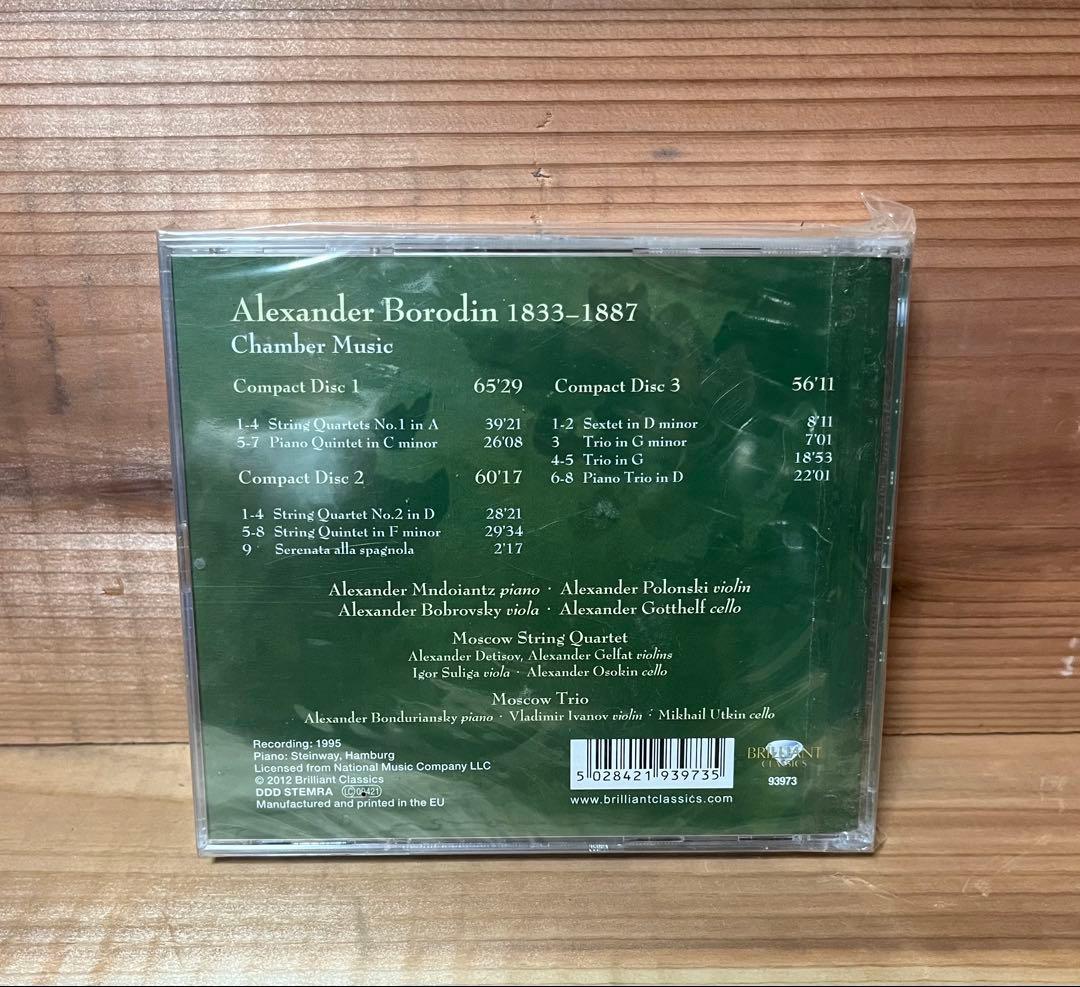 Alexander Borodin 1833–1887
Chamber Music
Compact Disc 1 65'29
1-4 String Quartets No.1 in A 39'21
5-7 Piano Quintet in C minor 26'08
Compact Disc 2 60'17
1-4 String Quartet No.2 in D 28'21
5-8 String Quintet in F minor 29'34
9 Serenata alla spagnola 2'17
Compact Disc 3 56'11
1-2 Sextet in D minor 8'11
3 Trio in G minor 7'01
4-5 Trio in G 18'53
6-8 Piano Trio in D 22'01
Alexander Mndoiantz piano · Alexander Polonski violin
Alexander Bobrovsky viola · Alexander Gotthelf cello
Moscow String Quartet
Alexander Detisov, Alexander Gelfat violins
Igor Suliga viola · Alexander Osokin cello
Moscow Trio
Alexander Bonduriansky piano · Vladimir Ivanov violin · Mikhail Utkin cello
Recording: 1995
Piano: Steinway, Hamburg
Licensed from National Music Company LLC
© 2012 Brilliant Classics
DDD STEMRA LC 09421
Manufactured and printed in the EU
5 028421 939735
www.brilliantclassics.com
BRILLIANT
CLASSICS
93973